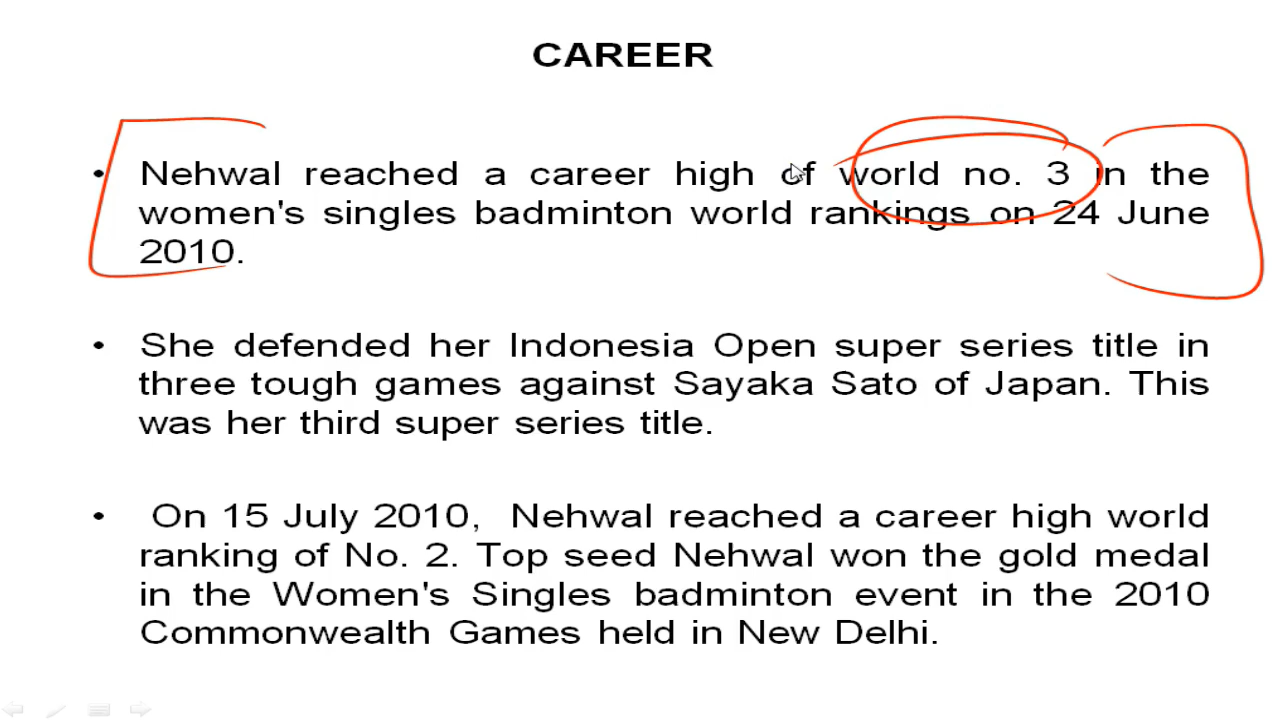 CAREER
• Nehwal reached a career high of world no. 3 in the
women's singles badminton world rankings on 24 June
2010.
• She defended her Indonesia Open super series title in
three tough games against Sayaka Sato of Japan. This
was her third super series title.
• On 15 July 2010, Nehwal reached a career high world
ranking of No. 2. Top seed Nehwal won the gold medal
in the Women's Singles badminton event in the 2010
Commonwealth Games held in New Delhi.